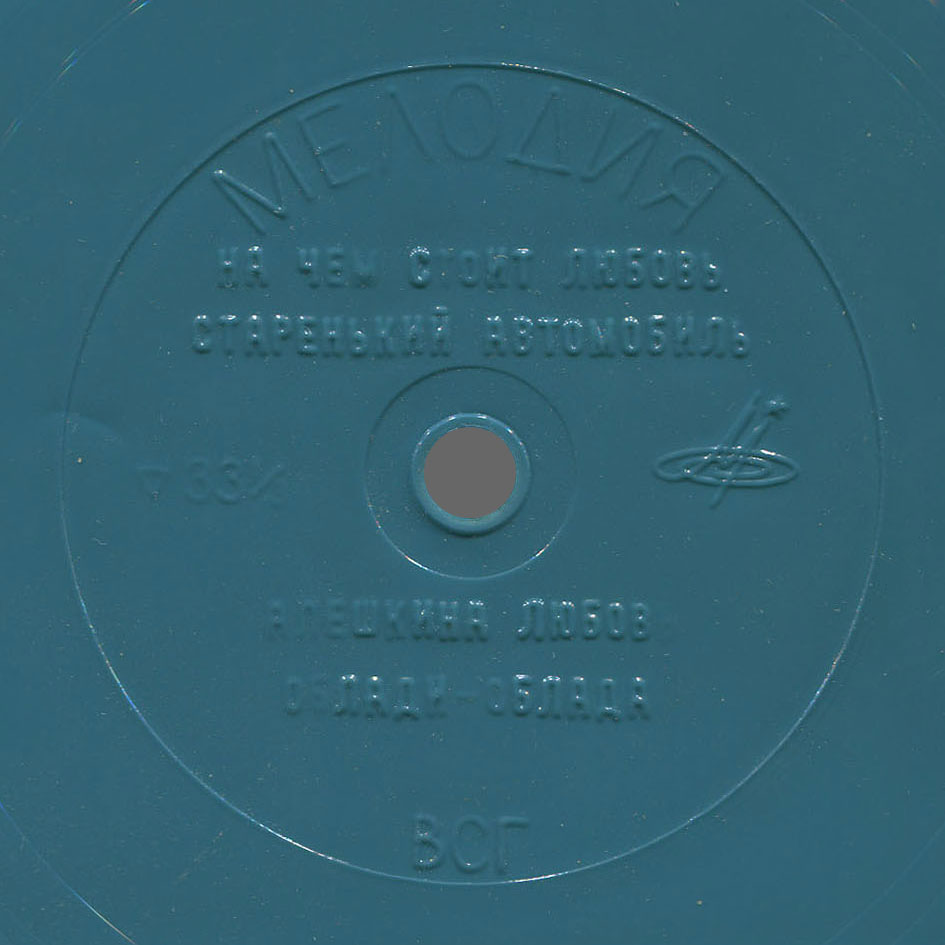 МЕЛОДИЯ
НА ЧЕМ СТОИТ ЛЮБОВЬ
СТАРЕНЬКИЙ АВТОМОБИЛЬ
▽ 33⅓
АЛЕШКИНА ЛЮБОВ
ОБЛАДИ-ОБЛАДА
ВСГ